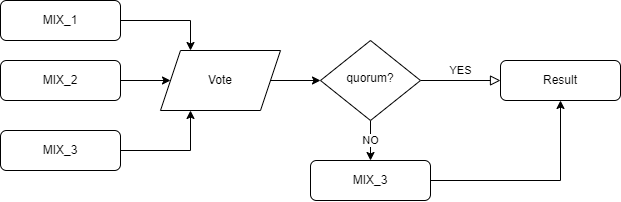 MIX_1
MIX_2
MIX_3
Vote
quorum?
YES
Result
NO
MIX_3